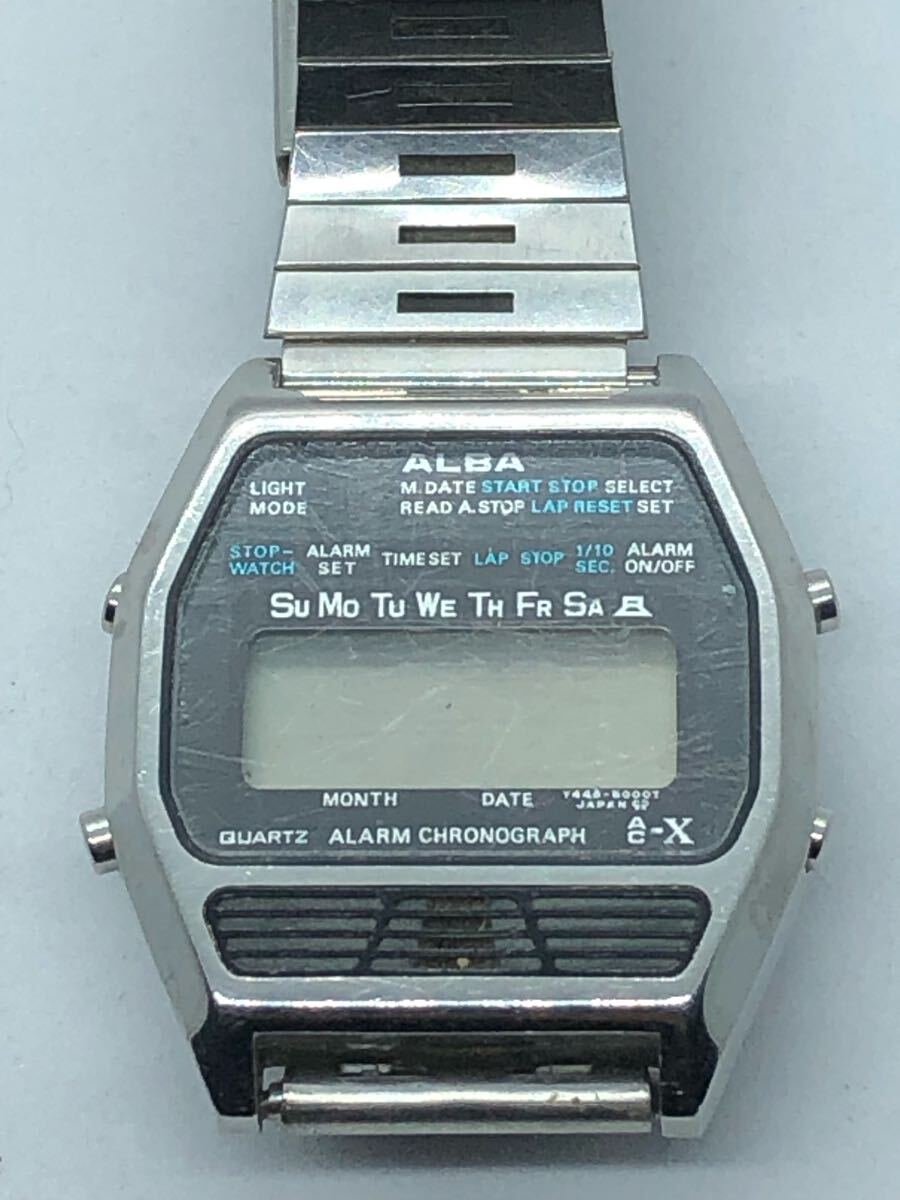 ALBA
LIGHT M.DATE START STOP SELECT
MODE READ A.STOP LAP RESET SET
STOP- ALARM TIME SET LAP STOP 1/10 ALARM
WATCH SET SEC. ON/OFF
SU MO TU WE TH FR SA
MONTH DATE
JAPAN
QUARTZ ALARM CHRONOGRAPH A/C-X